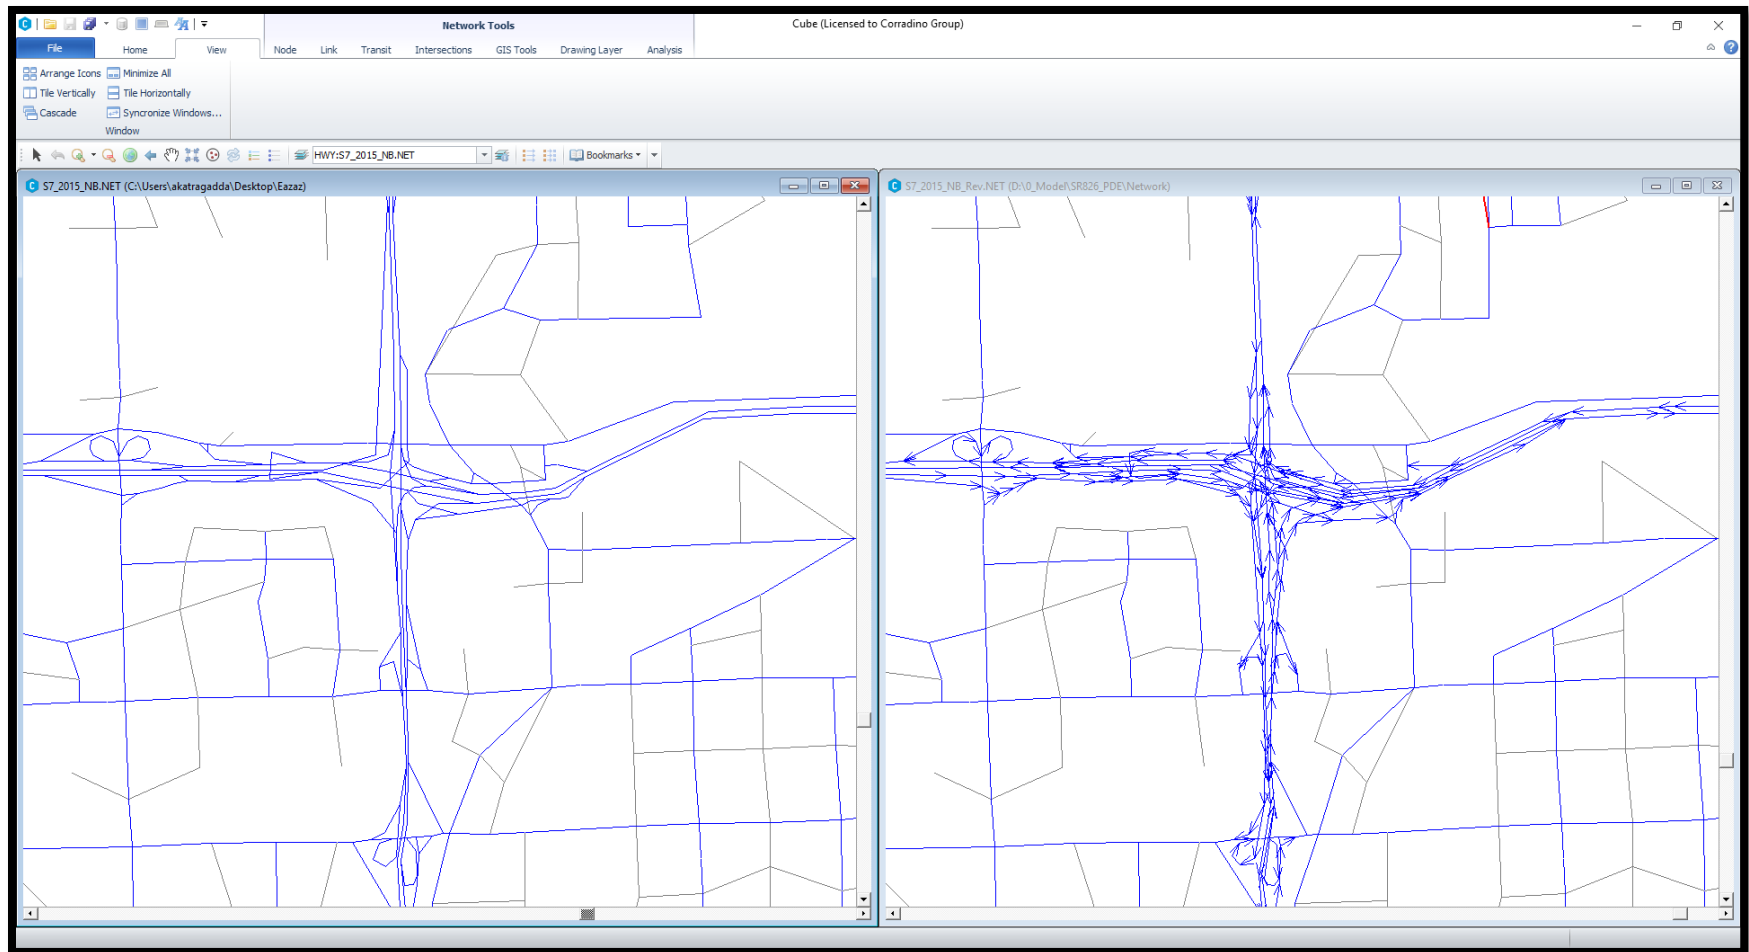 Network Tools
Cube (Licensed to Corradino Group)
File Home View Node Link Transit Intersections GIS Tools Drawing Layer Analysis
Arrange Icons Minimize All
Tile Vertically Tile Horizontally
Cascade Syncronize Windows...
Window
HWY:S7_2015_NB.NET Bookmarks
S7_2015_NB.NET (C:\Users\akatragadda\Desktop\Eazaz)
S7_2015_NB_Rev.NET (D:\0_Model\SR826_PDE\Network)